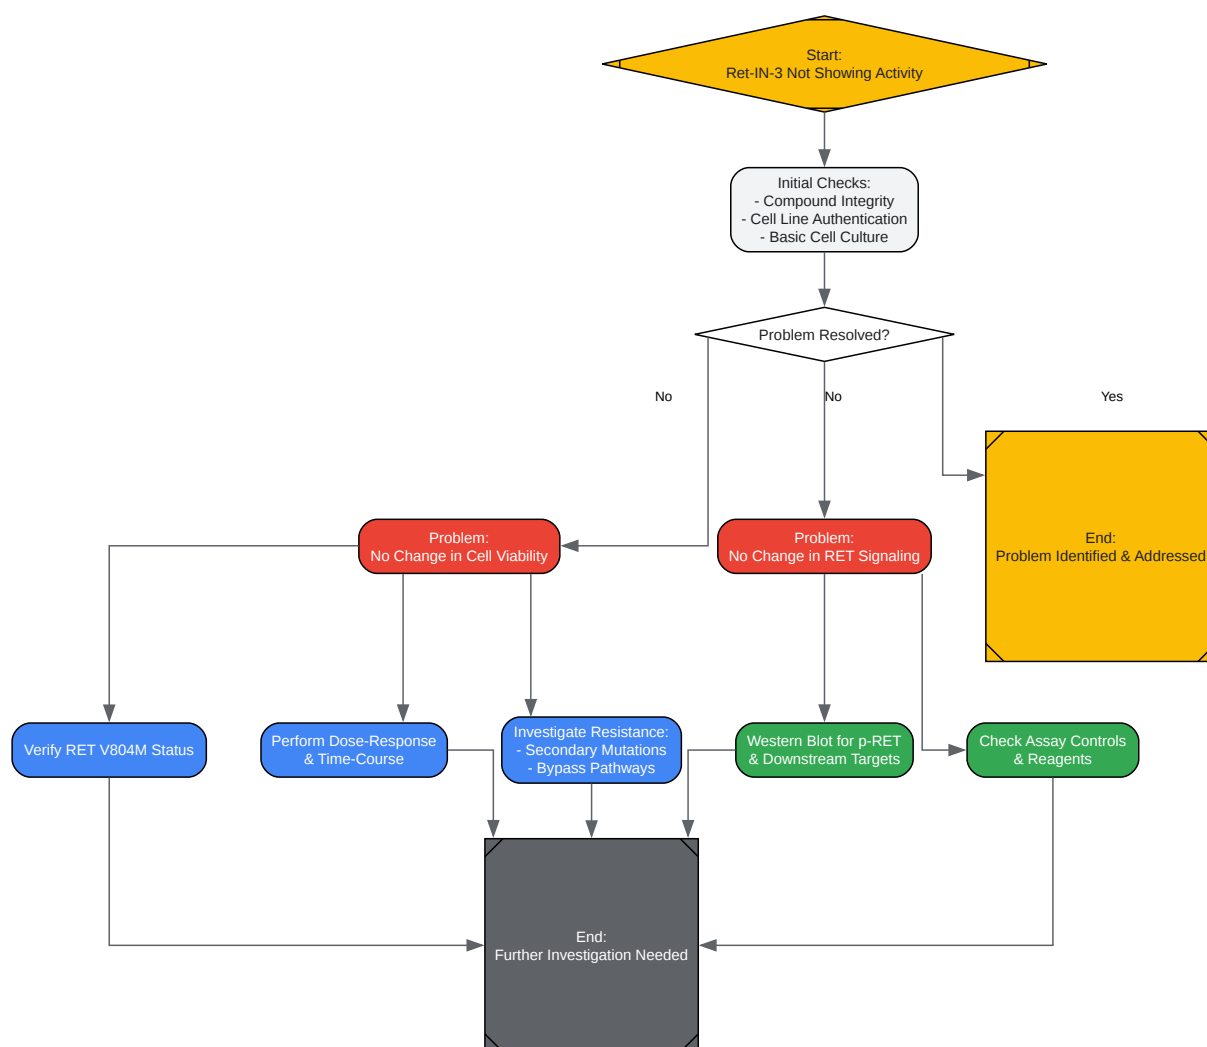 Start:
Ret-IN-3 Not Showing Activity
Initial Checks:
- Compound Integrity
- Cell Line Authentication
- Basic Cell Culture
Problem Resolved?
No
No
Yes
Problem:
No Change in Cell Viability
Problem:
No Change in RET Signaling
End:
Problem Identified & Addressed
Verify RET V804M Status
Perform Dose-Response
& Time-Course
Investigate Resistance:
- Secondary Mutations
- Bypass Pathways
Western Blot for p-RET
& Downstream Targets
Check Assay Controls
& Reagents
End:
Further Investigation Needed